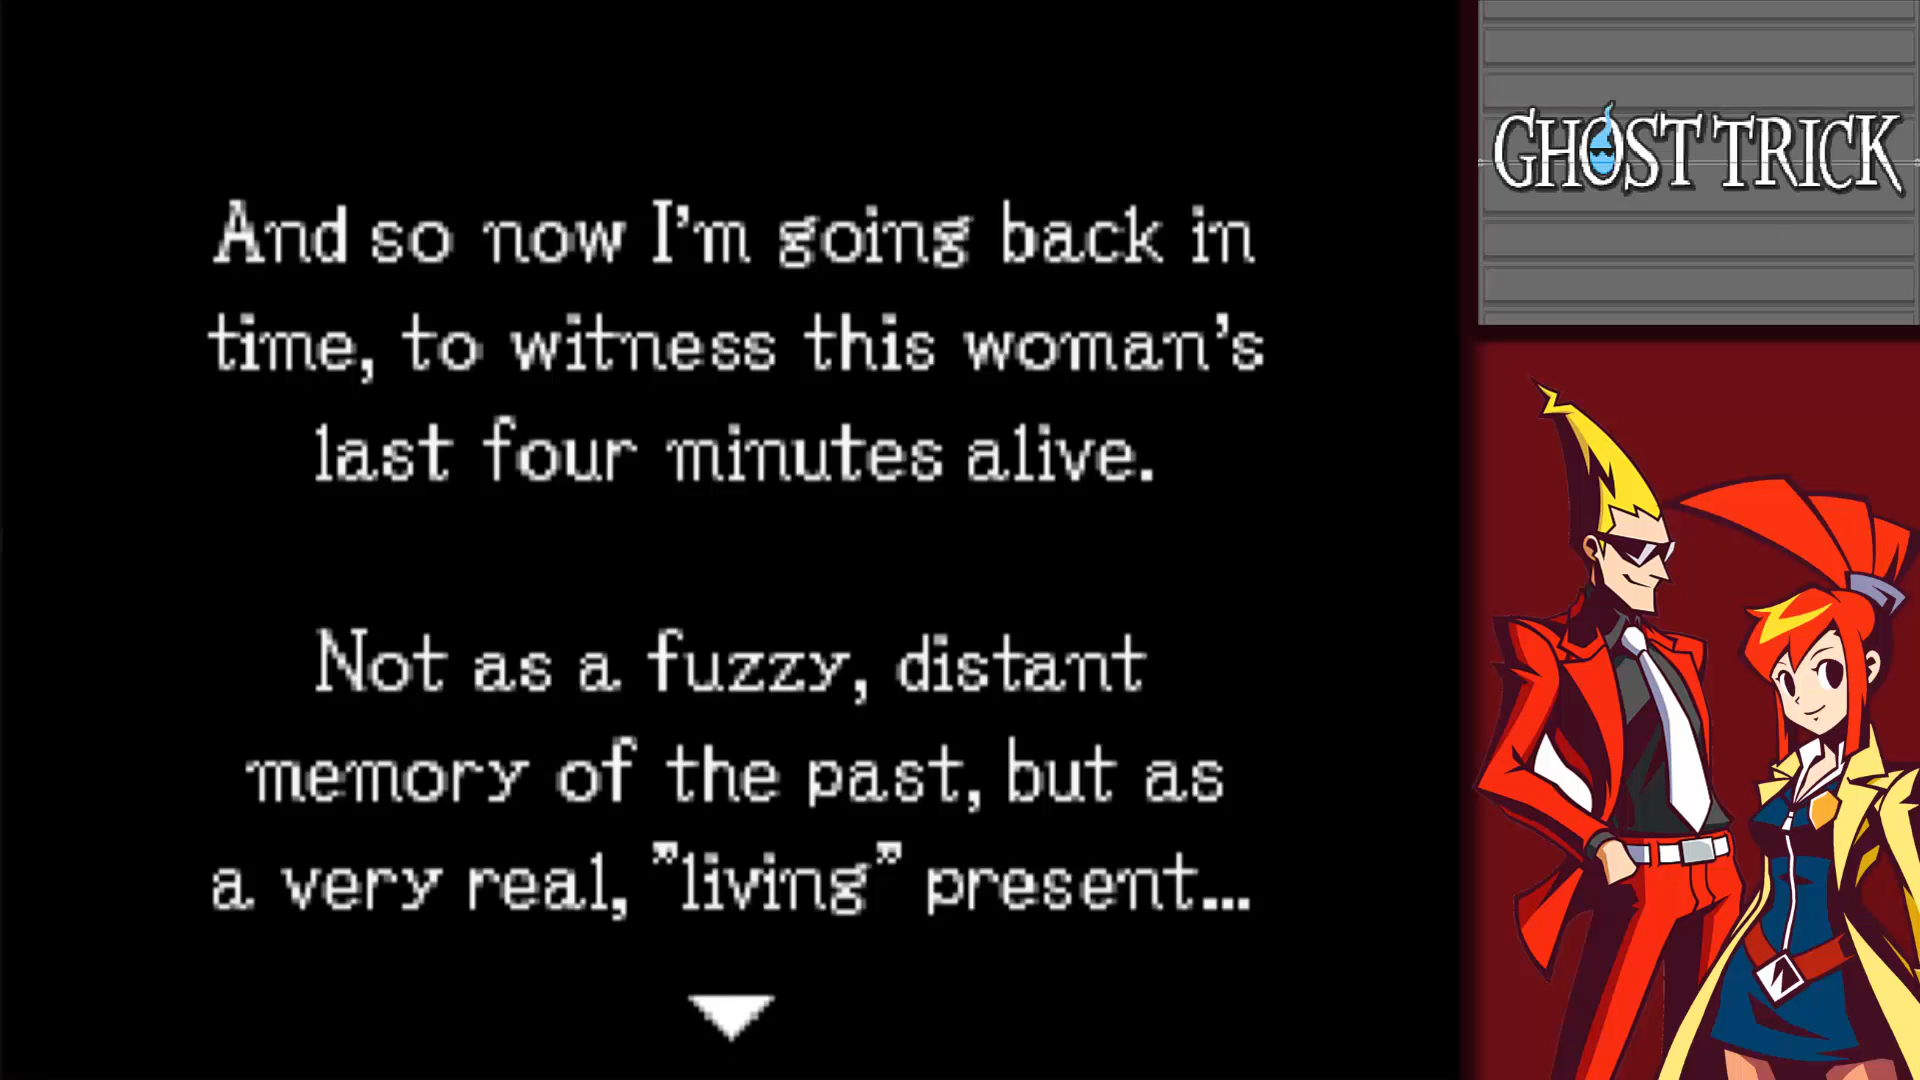 And so now I'm going back in
time, to witness this woman's
last four minutes alive.
Not as a fuzzy, distant
memory of the past, but as
a very real, "living" present...
GHOST TRICK